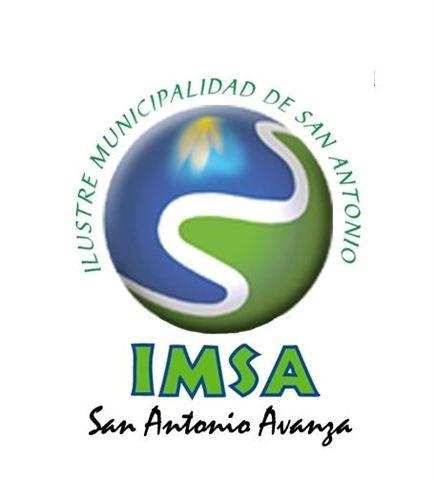 ILUSTRE MUNICIPALIDAD DE SAN ANTONIO
IMSA
San Antonio Avanza